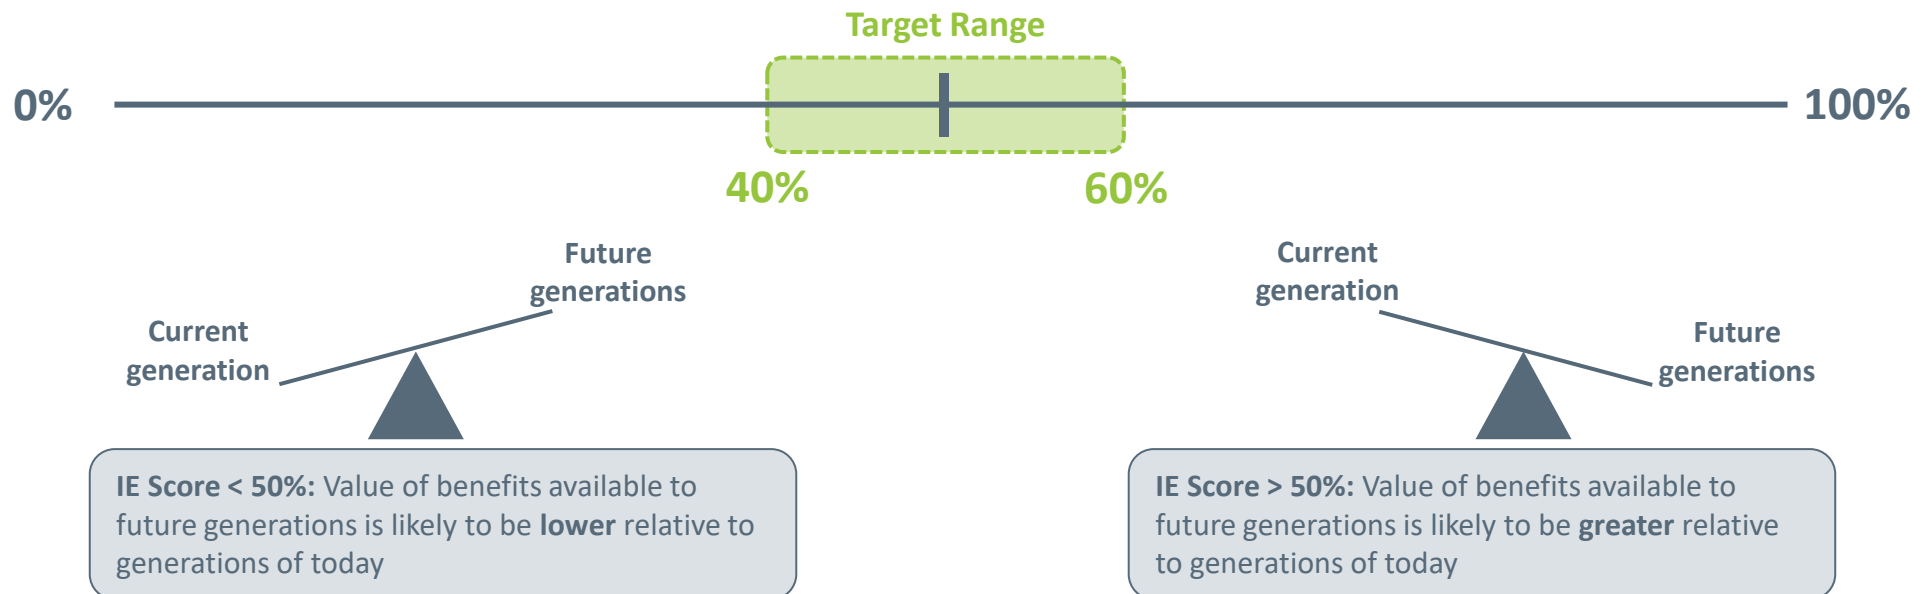 Target Range
0%
100%
40%
60%
Future
generations
Current
generation
Current
generation
Future
generations
IE Score < 50%: Value of benefits available to
future generations is likely to be lower relative to
generations of today
IE Score > 50%: Value of benefits available to
future generations is likely to be greater relative
to generations of today